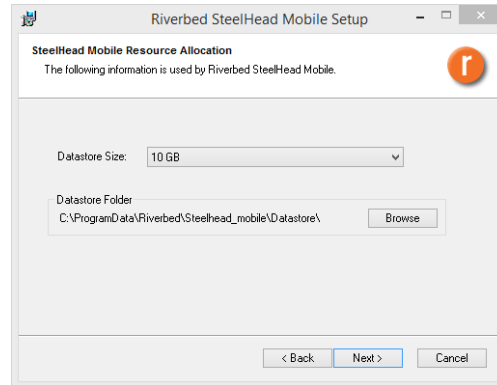 Riverbed SteelHead Mobile Setup
SteelHead Mobile Resource Allocation
The following information is used by Riverbed SteelHead Mobile.
r
Datastore Size: 10 GB
Datastore Folder
C:\ProgramData\Riverbed\Steelhead_mobile\Datastore\ Browse
< Back Next > Cancel